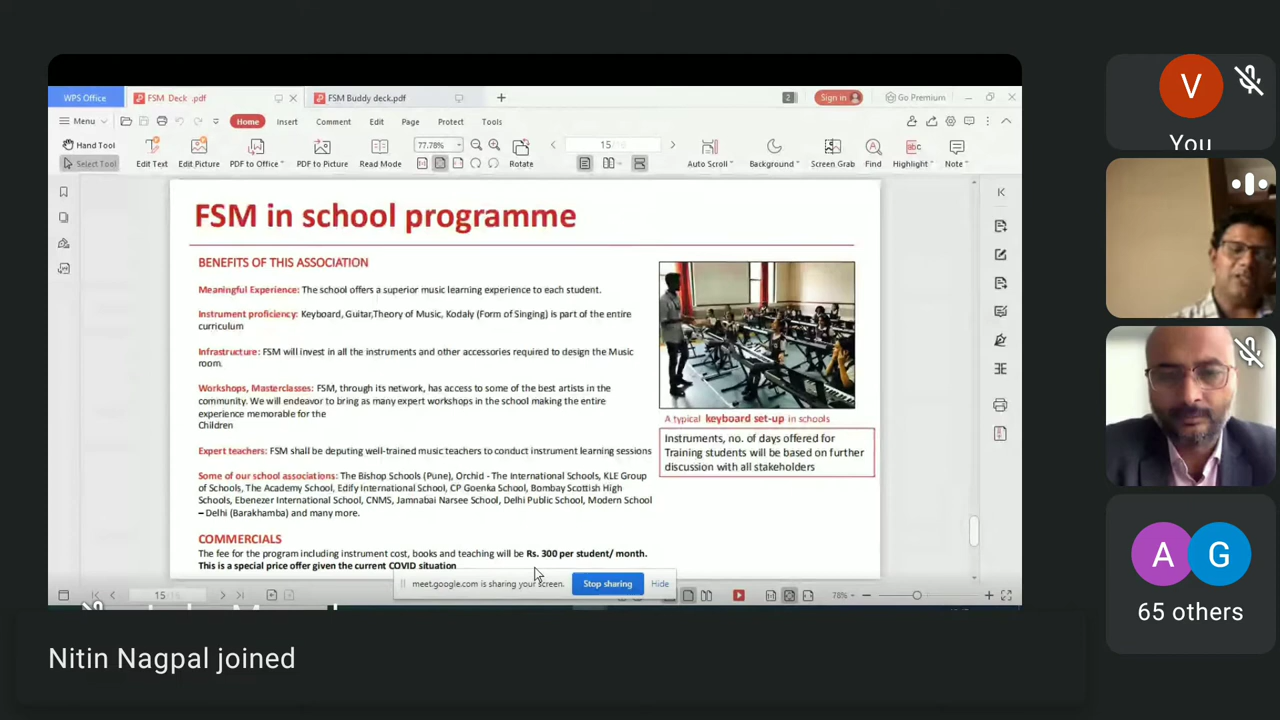 WPS Office
FSM Deck .pdf
FSM Buddy deck.pdf
2
Sign in
Go Premium
Menu
Home
Insert
Comment
Edit
Page
Protect
Tools
Hand Tool
Select Tool
Edit Text
Edit Picture
PDF to Office
PDF to Picture
Read Mode
77.78%
15
Rotate
Auto Scroll
Background
Screen Grab
Find
Highlight
Note
FSM in school programme
BENEFITS OF THIS ASSOCIATION
Meaningful Experience: The school offers a superior music learning experience to each student.
Instrument proficiency: Keyboard, Guitar,Theory of Music, Kodaly (Form of Singing) is part of the entire
curriculum
Infrastructure: FSM will invest in all the instruments and other accessories required to design the Music
room.
Workshops, Masterclasses: FSM, through its network, has access to some of the best artists in the
community. We will endeavor to bring as many expert workshops in the school making the entire
experience memorable for the
Children
Expert teachers: FSM shall be deputing well-trained music teachers to conduct instrument learning sessions
Some of our school associations: The Bishop Schools (Pune), Orchid - The International Schools, KLE Group
of Schools, The Academy School, Edify International School, CP Goenka School, Bombay Scottish High
Schools, Ebenezer International School, CNMS, Jamnabai Narsee School, Delhi Public School, Modern School
– Delhi (Barakhamba) and many more.
COMMERCIALS
The fee for the program including instrument cost, books and teaching will be Rs. 300 per student/ month.
This is a special price offer given the current COVID situation
A typical keyboard set-up in schools
Instruments, no. of days offered for
Training students will be based on further
discussion with all stakeholders
meet.google.com is sharing your screen.
Stop sharing
Hide
15
78%
Nitin Nagpal joined
V
You
A
G
65 others